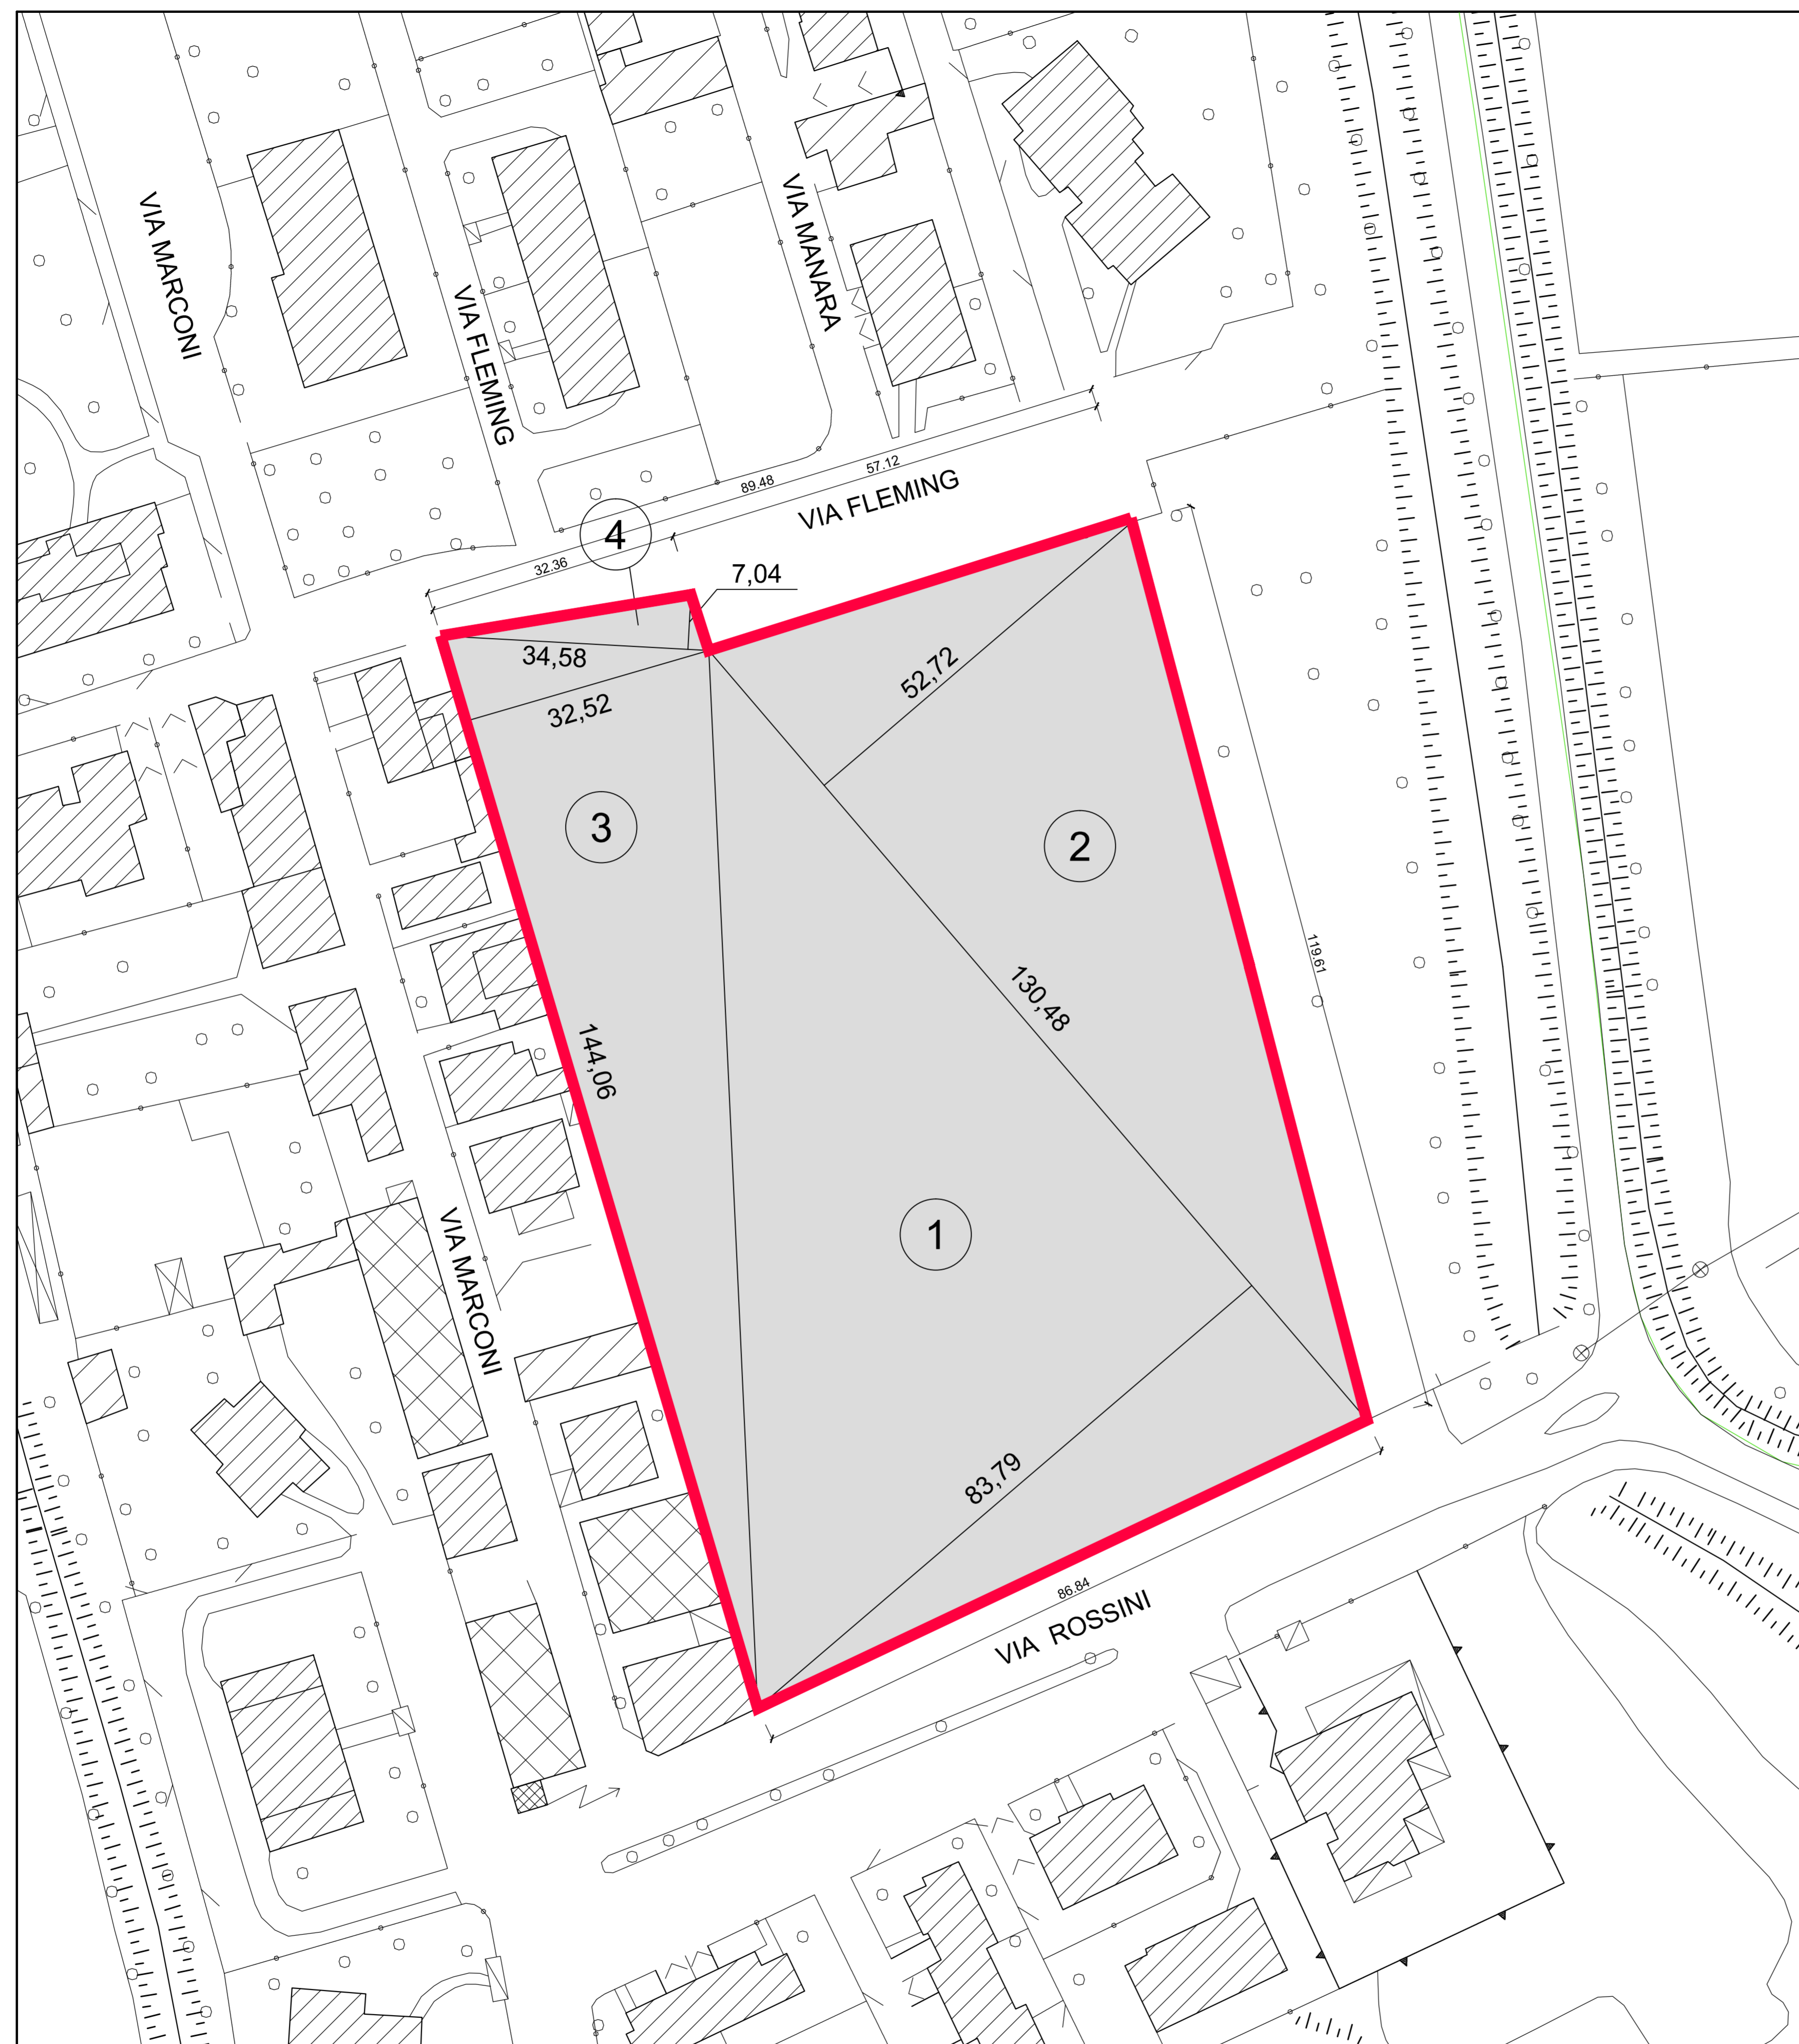 VIA MARCONI
VIA MANARA
VIA FLEMING
57.12
89.48
VIA FLEMING
4
32.36
7,04
34,58
52,72
32,52
3
2
119.61
130,48
144,06
1
VIA MARCONI
83,79
86.84
VIA ROSSINI